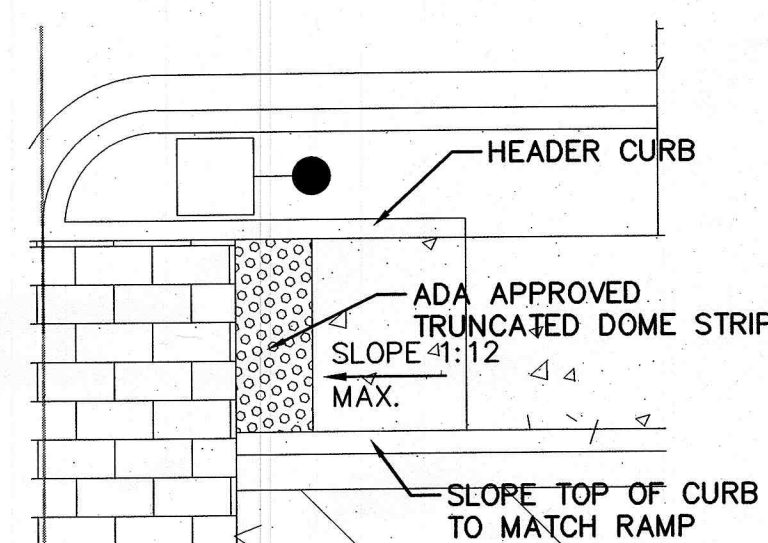 HEADER CURB
ADA APPROVED
TRUNCATED DOME STRIP
SLOPE 1:12
MAX.
SLOPE TOP OF CURB
TO MATCH RAMP